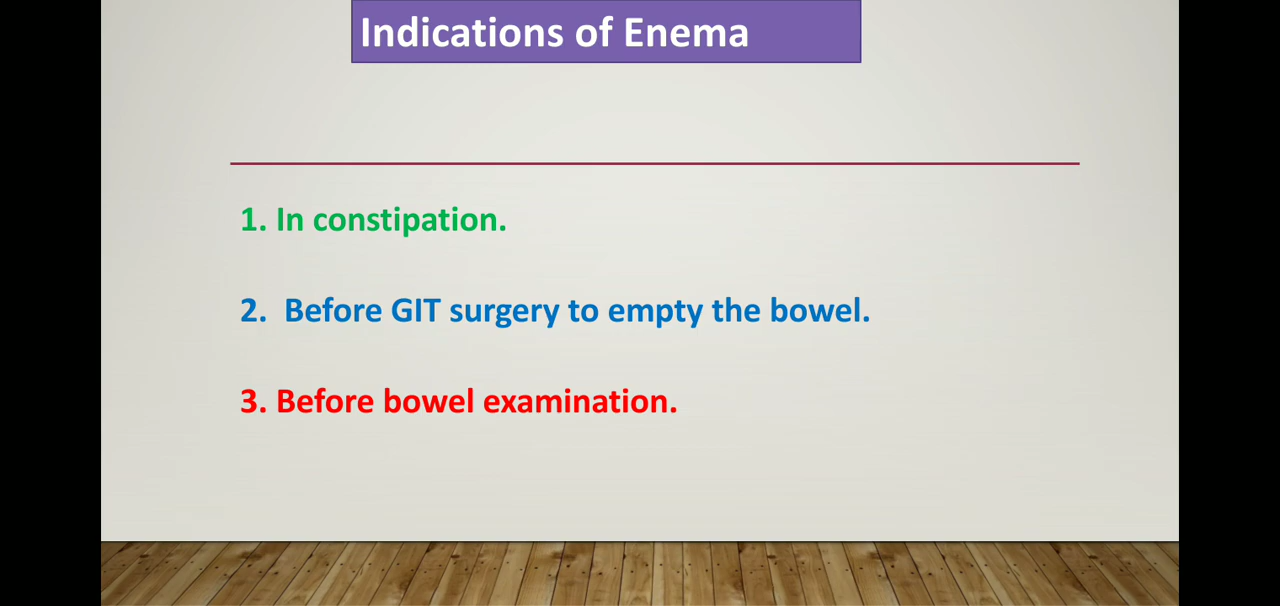 Indications of Enema
1. In constipation.
2. Before GIT surgery to empty the bowel.
3. Before bowel examination.